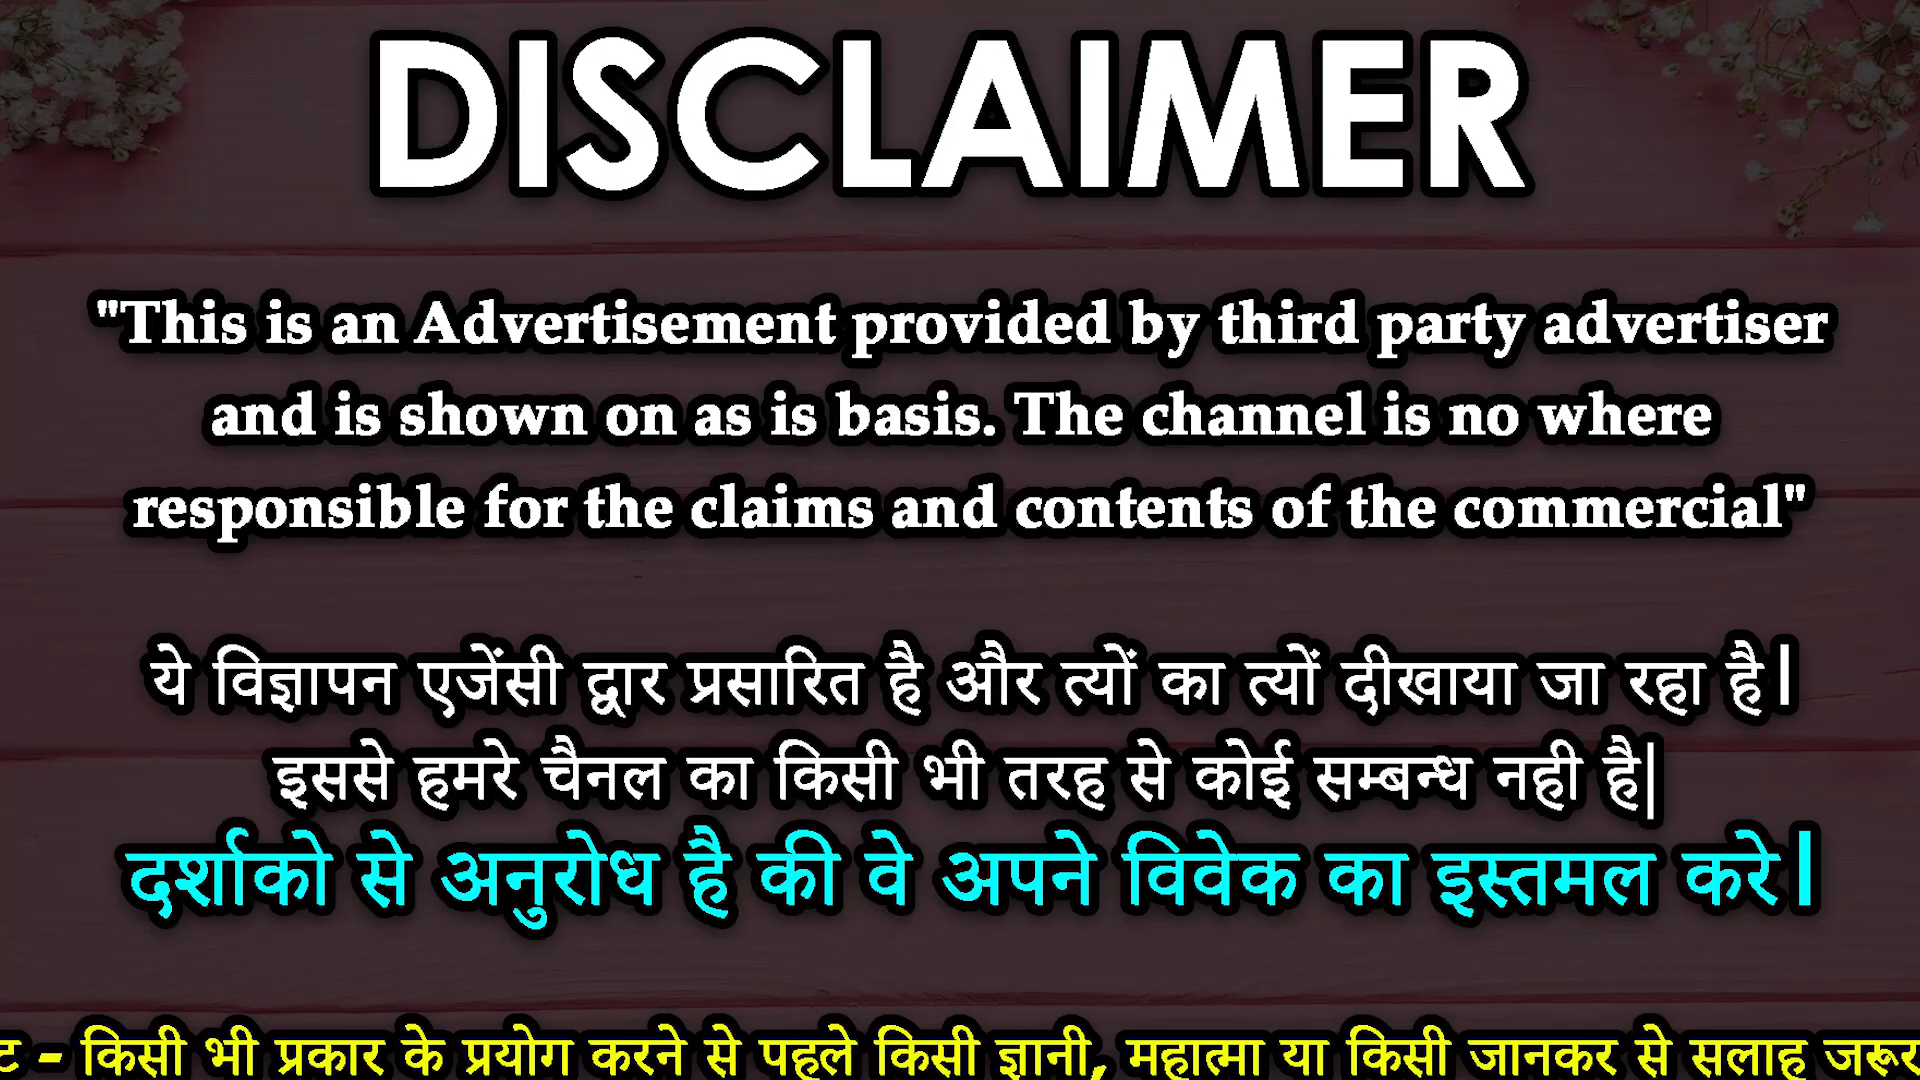 DISCLAIMER
"This is an Advertisement provided by third party advertiser
and is shown on as is basis. The channel is no where
responsible for the claims and contents of the commercial"
ये विज्ञापन एजेंसी द्वार प्रसारित है और त्यों का त्यों दीखाया जा रहा है।
इससे हमरे चैनल का किसी भी तरह से कोई सम्बन्ध नही है|
दर्शाको से अनुरोध है की वे अपने विवेक का इस्तमल करे।
ट - किसी भी प्रकार के प्रयोग करने से पहले किसी ज्ञानी, महात्मा या किसी जानकर से सलाह जरूर